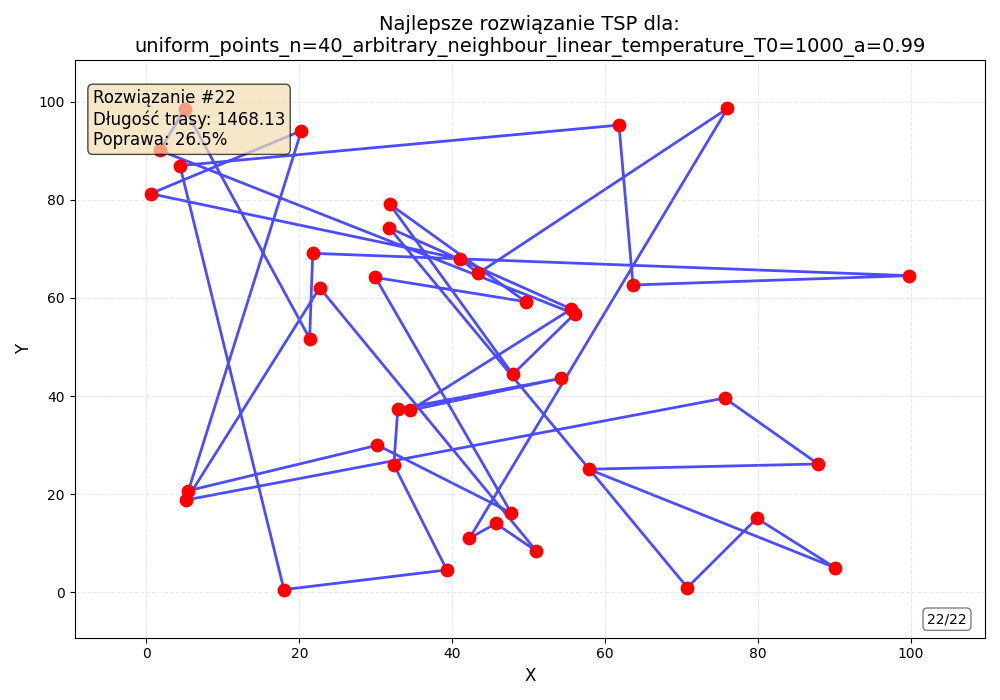 Najlepsze rozwiązanie TSP dla:
uniform_points_n=40_arbitrary_neighbour_linear_temperature_T0=1000_a=0.99
Rozwiązanie #22
Długość trasy: 1468.13
Poprawa: 26.5%
100
80
60
40
20
0
Y
22/22
0 20 40 60 80 100
X